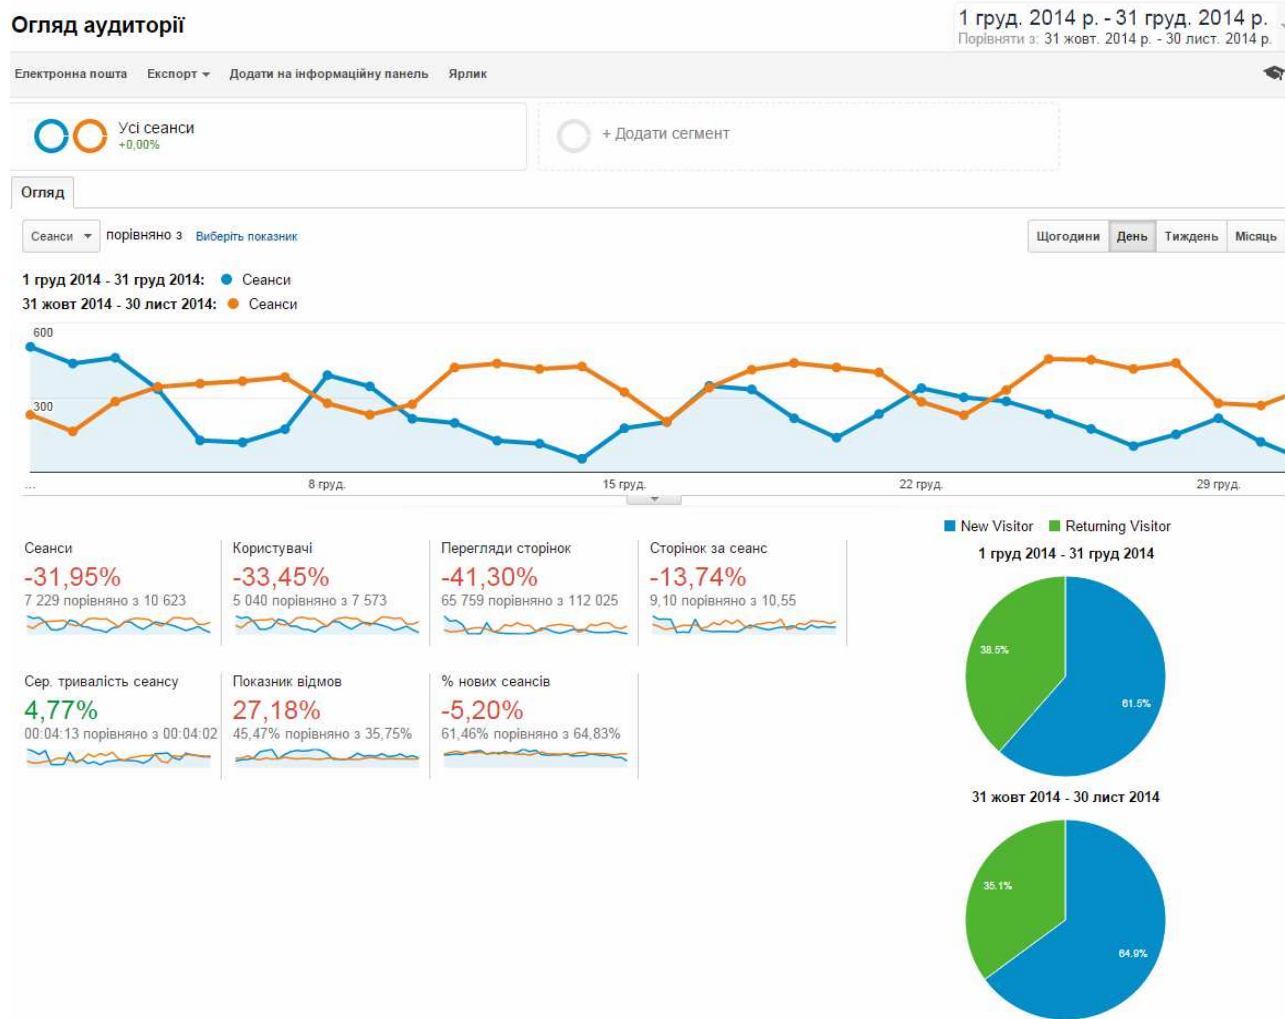 Огляд аудиторії
1 груд. 2014 р. - 31 груд. 2014 р.
Порівняти з: 31 жовт. 2014 р. - 30 лист. 2014 р.
Електронна пошта Експорт Додати на інформаційну панель Ярлик
Усі сеанси
+0,00%
+ Додати сегмент
Огляд
Сеанси порівняно з Виберіть показник
Щогодини День Тиждень Місяць
1 груд 2014 - 31 груд 2014: Сеанси
31 жовт 2014 - 30 лист 2014: Сеанси
600
300
... 8 груд. 15 груд. 22 груд. 29 груд.
New Visitor Returning Visitor
1 груд 2014 - 31 груд 2014
38.5%
61.5%
31 жовт 2014 - 30 лист 2014
35.1%
64.9%
Сеанси
-31,95%
7 229 порівняно з 10 623
Користувачі
-33,45%
5 040 порівняно з 7 573
Перегляди сторінок
-41,30%
65 759 порівняно з 112 025
Сторінок за сеанс
-13,74%
9,10 порівняно з 10,55
Сер. тривалість сеансу
4,77%
00:04:13 порівняно з 00:04:02
Показник відмов
27,18%
45,47% порівняно з 35,75%
% нових сеансів
-5,20%
61,46% порівняно з 64,83%